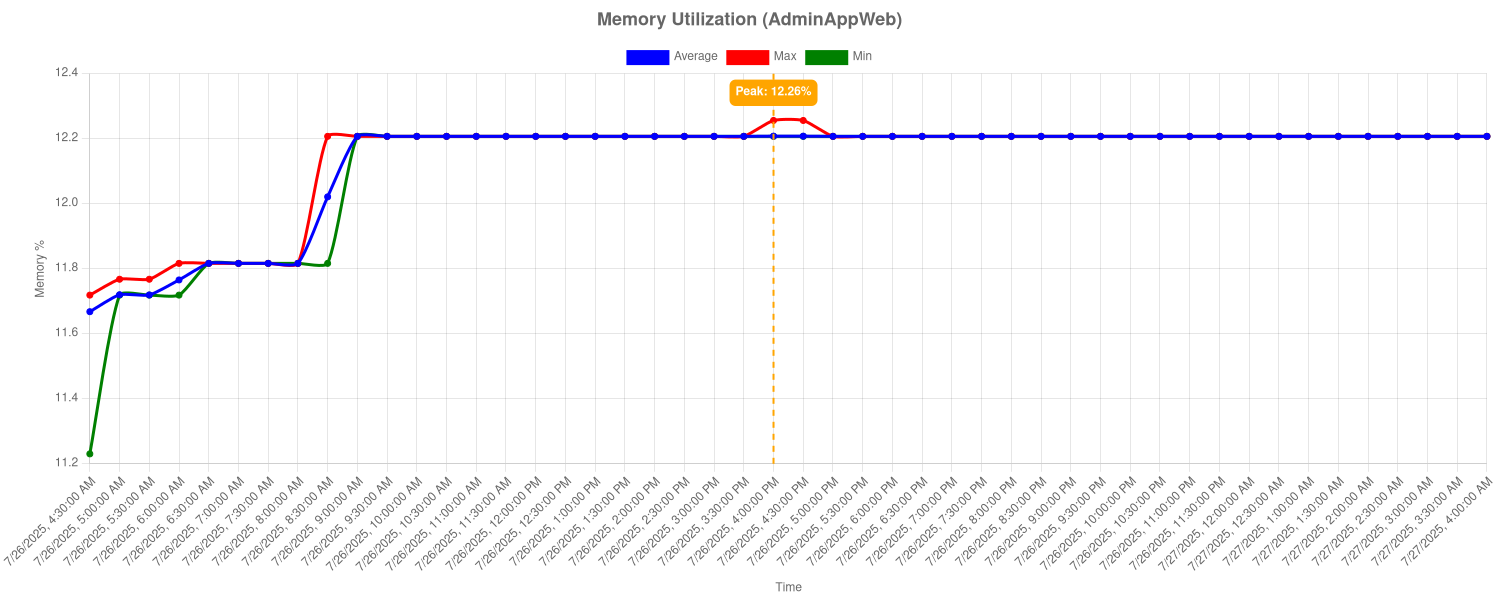 Memory Utilization (AdminAppWeb)
Average Max Min
Peak: 12.26%
12.4
12.2
12.0
11.8
11.6
11.4
11.2
Memory %
7/26/2025, 4:30:00 AM
7/26/2025, 5:00:00 AM
7/26/2025, 5:30:00 AM
7/26/2025, 6:00:00 AM
7/26/2025, 6:30:00 AM
7/26/2025, 7:00:00 AM
7/26/2025, 7:30:00 AM
7/26/2025, 8:00:00 AM
7/26/2025, 8:30:00 AM
7/26/2025, 9:00:00 AM
7/26/2025, 9:30:00 AM
7/26/2025, 10:00:00 AM
7/26/2025, 10:30:00 AM
7/26/2025, 11:00:00 AM
7/26/2025, 11:30:00 AM
7/26/2025, 12:00:00 PM
7/26/2025, 12:30:00 PM
7/26/2025, 1:00:00 PM
7/26/2025, 1:30:00 PM
7/26/2025, 2:00:00 PM
7/26/2025, 2:30:00 PM
7/26/2025, 3:00:00 PM
7/26/2025, 3:30:00 PM
7/26/2025, 4:00:00 PM
7/26/2025, 4:30:00 PM
7/26/2025, 5:00:00 PM
7/26/2025, 5:30:00 PM
7/26/2025, 6:00:00 PM
7/26/2025, 6:30:00 PM
7/26/2025, 7:00:00 PM
7/26/2025, 7:30:00 PM
7/26/2025, 8:00:00 PM
7/26/2025, 8:30:00 PM
7/26/2025, 9:00:00 PM
7/26/2025, 9:30:00 PM
7/26/2025, 10:00:00 PM
7/26/2025, 10:30:00 PM
7/26/2025, 11:00:00 PM
7/26/2025, 11:30:00 PM
7/27/2025, 12:00:00 AM
7/27/2025, 12:30:00 AM
7/27/2025, 1:00:00 AM
7/27/2025, 1:30:00 AM
7/27/2025, 2:00:00 AM
7/27/2025, 2:30:00 AM
7/27/2025, 3:00:00 AM
7/27/2025, 3:30:00 AM
7/27/2025, 4:00:00 AM
Time